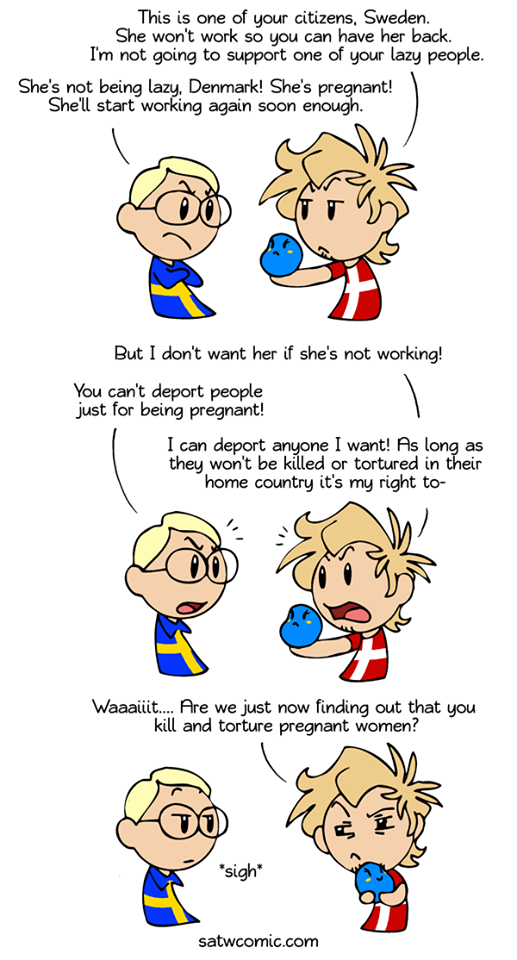 This is one of your citizens, Sweden.
She won't work so you can have her back.
I'm not going to support one of your lazy people.
She's not being lazy, Denmark! She's pregnant!
She'll start working again soon enough.
But I don't want her if she's not working!
You can't deport people
just for being pregnant!
I can deport anyone I want! As long as
they won't be killed or tortured in their
home country it's my right to-
Waaaiiit.... Are we just now finding out that you
kill and torture pregnant women?
*sigh*
satwcomic.com